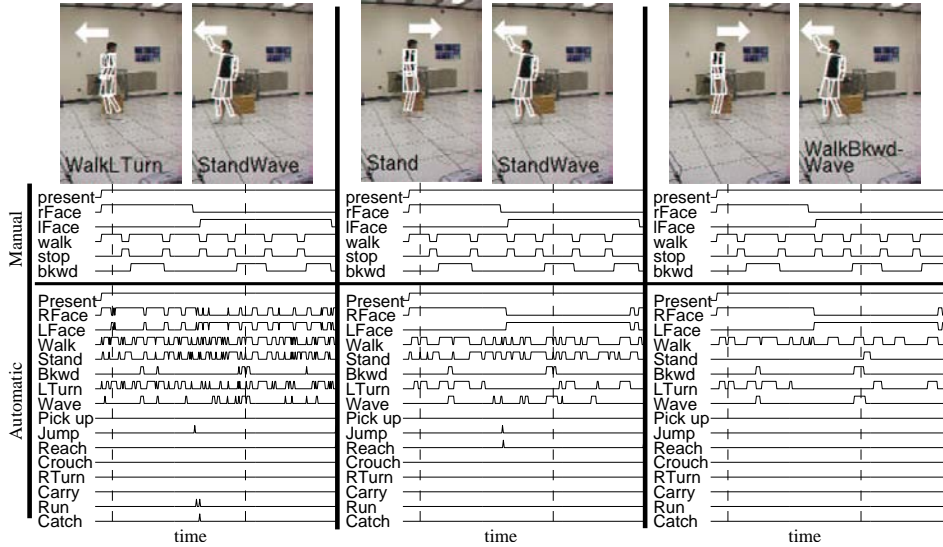 WalkLTurn
StandWave
Stand
StandWave
WalkBkwd-
Wave
Manual
present
rFace
lFace
walk
stop
bkwd
present
rFace
lFace
walk
stop
bkwd
present
rFace
lFace
walk
stop
bkwd
Automatic
Present
RFace
LFace
Walk
Stand
Bkwd
LTurn
Wave
Pick up
Jump
Reach
Crouch
RTurn
Carry
Run
Catch
time
Present
RFace
LFace
Walk
Stand
Bkwd
LTurn
Wave
Pick up
Jump
Reach
Crouch
RTurn
Carry
Run
Catch
time
Present
RFace
LFace
Walk
Stand
Bkwd
LTurn
Wave
Pick up
Jump
Reach
Crouch
RTurn
Carry
Run
Catch
time